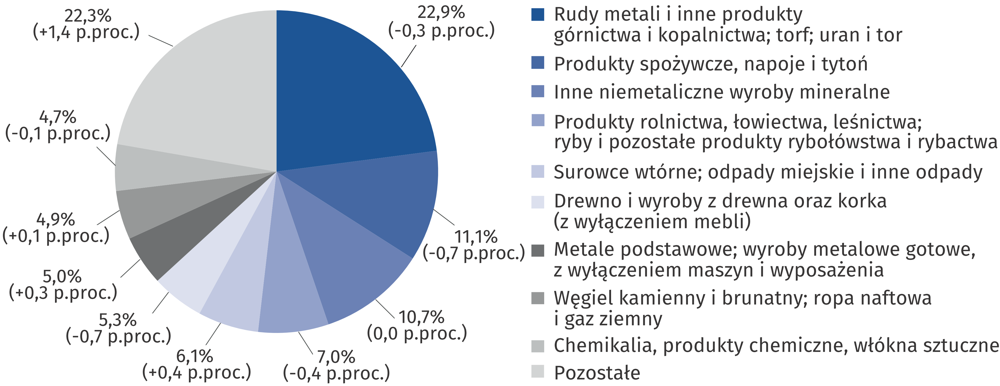 22,3%
(+1,4 p.proc.)
22,9%
(-0,3 p.proc.)
4,7%
(-0,1 p.proc.)
4,9%
(+0,1 p.proc.)
11,1%
(-0,7 p.proc.)
5,0%
(+0,3 p.proc.)
5,3%
(-0,7 p.proc.)
10,7%
(0,0 p.proc.)
6,1%
(+0,4 p.proc.)
7,0%
(-0,4 p.proc.)
Rudy metali i inne produkty
górnictwa i kopalnictwa; torf; uran i tor
Produkty spożywcze, napoje i tytoń
Inne niemetaliczne wyroby mineralne
Produkty rolnictwa, łowiectwa, leśnictwa;
ryby i pozostałe produkty rybołówstwa i rybactwa
Surowce wtórne; odpady miejskie i inne odpady
Drewno i wyroby z drewna oraz korka
(z wyłączeniem mebli)
Metale podstawowe; wyroby metalowe gotowe,
z wyłączeniem maszyn i wyposażenia
Węgiel kamienny i brunatny; ropa naftowa
i gaz ziemny
Chemikalia, produkty chemiczne, włókna sztuczne
Pozostałe